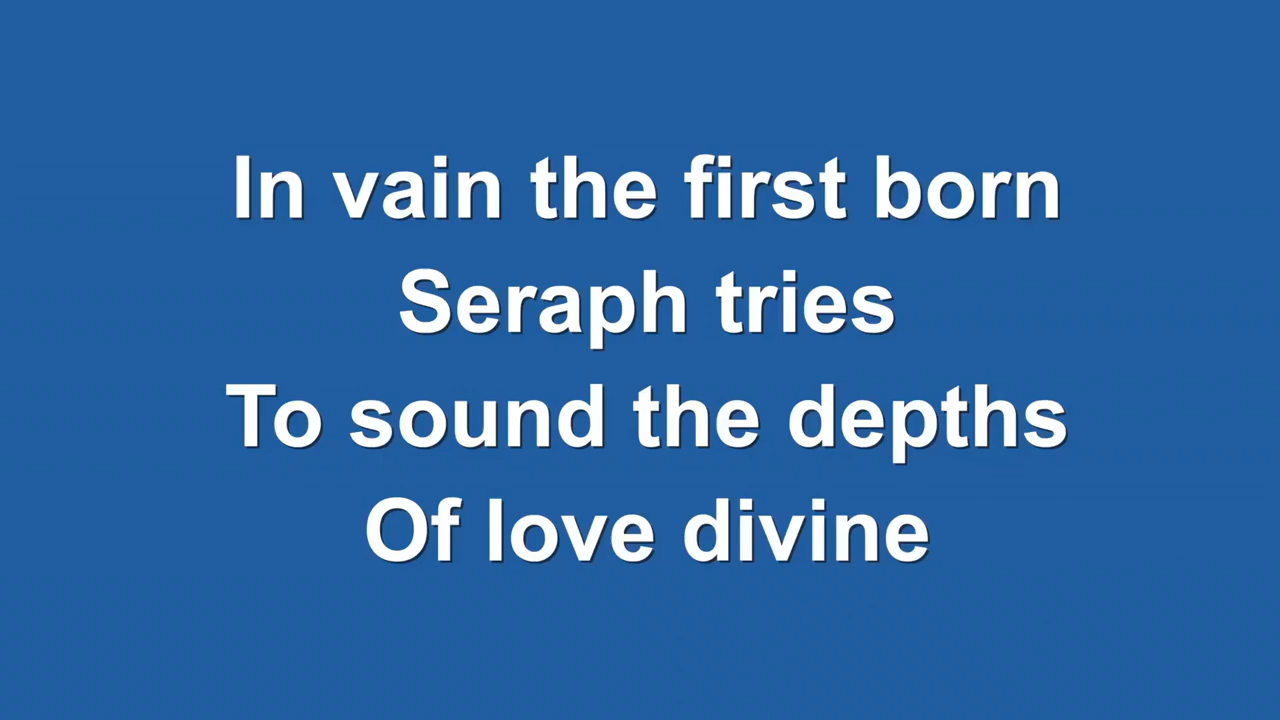 In vain the first born
Seraph tries
To sound the depths
Of love divine